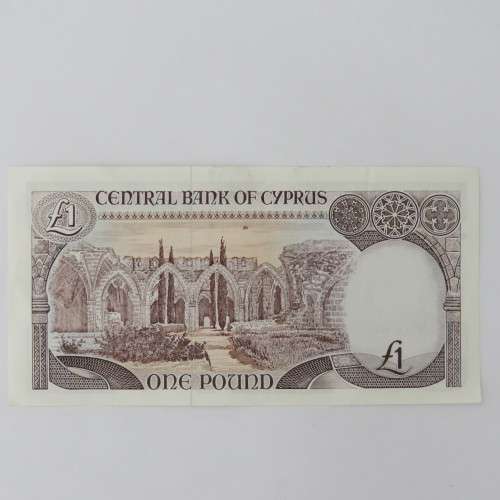 CENTRAL BANK OF CYPRUS
£1
ONE POUND
£1